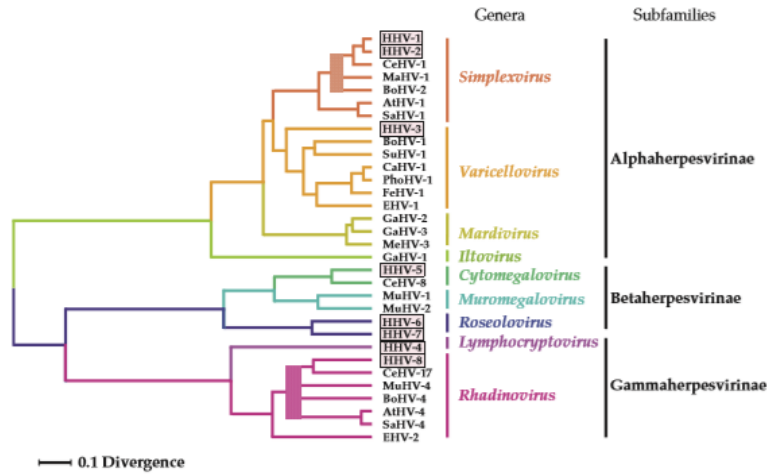 Genera Subfamilies
HHV-1
HHV-2
CeHV-1
MaHV-1
BoHV-2
AtHV-1
SaHV-1
Simplexvirus
HHV-3
BoHV-1
SuHV-1
CaHV-1
PhoHV-1
FeHV-1
EHV-1
Varicellovirus
GaHV-2
GaHV-3
MeHV-3
Mardivirus
GaHV-1
Iltovirus
Alphaherpesvirinae
HHV-5
CeHV-8
Cytomegalovirus
MuHV-1
MuHV-2
Muromegalovirus
HHV-6
HHV-7
Roseolovirus
Betaherpesvirinae
HHV-4
Lymphocryptovirus
HHV-8
CeHV-17
MuHV-4
BoHV-4
AtHV-4
SaHV-4
EHV-2
Rhadinovirus
Gammaherpesvirinae
0.1 Divergence